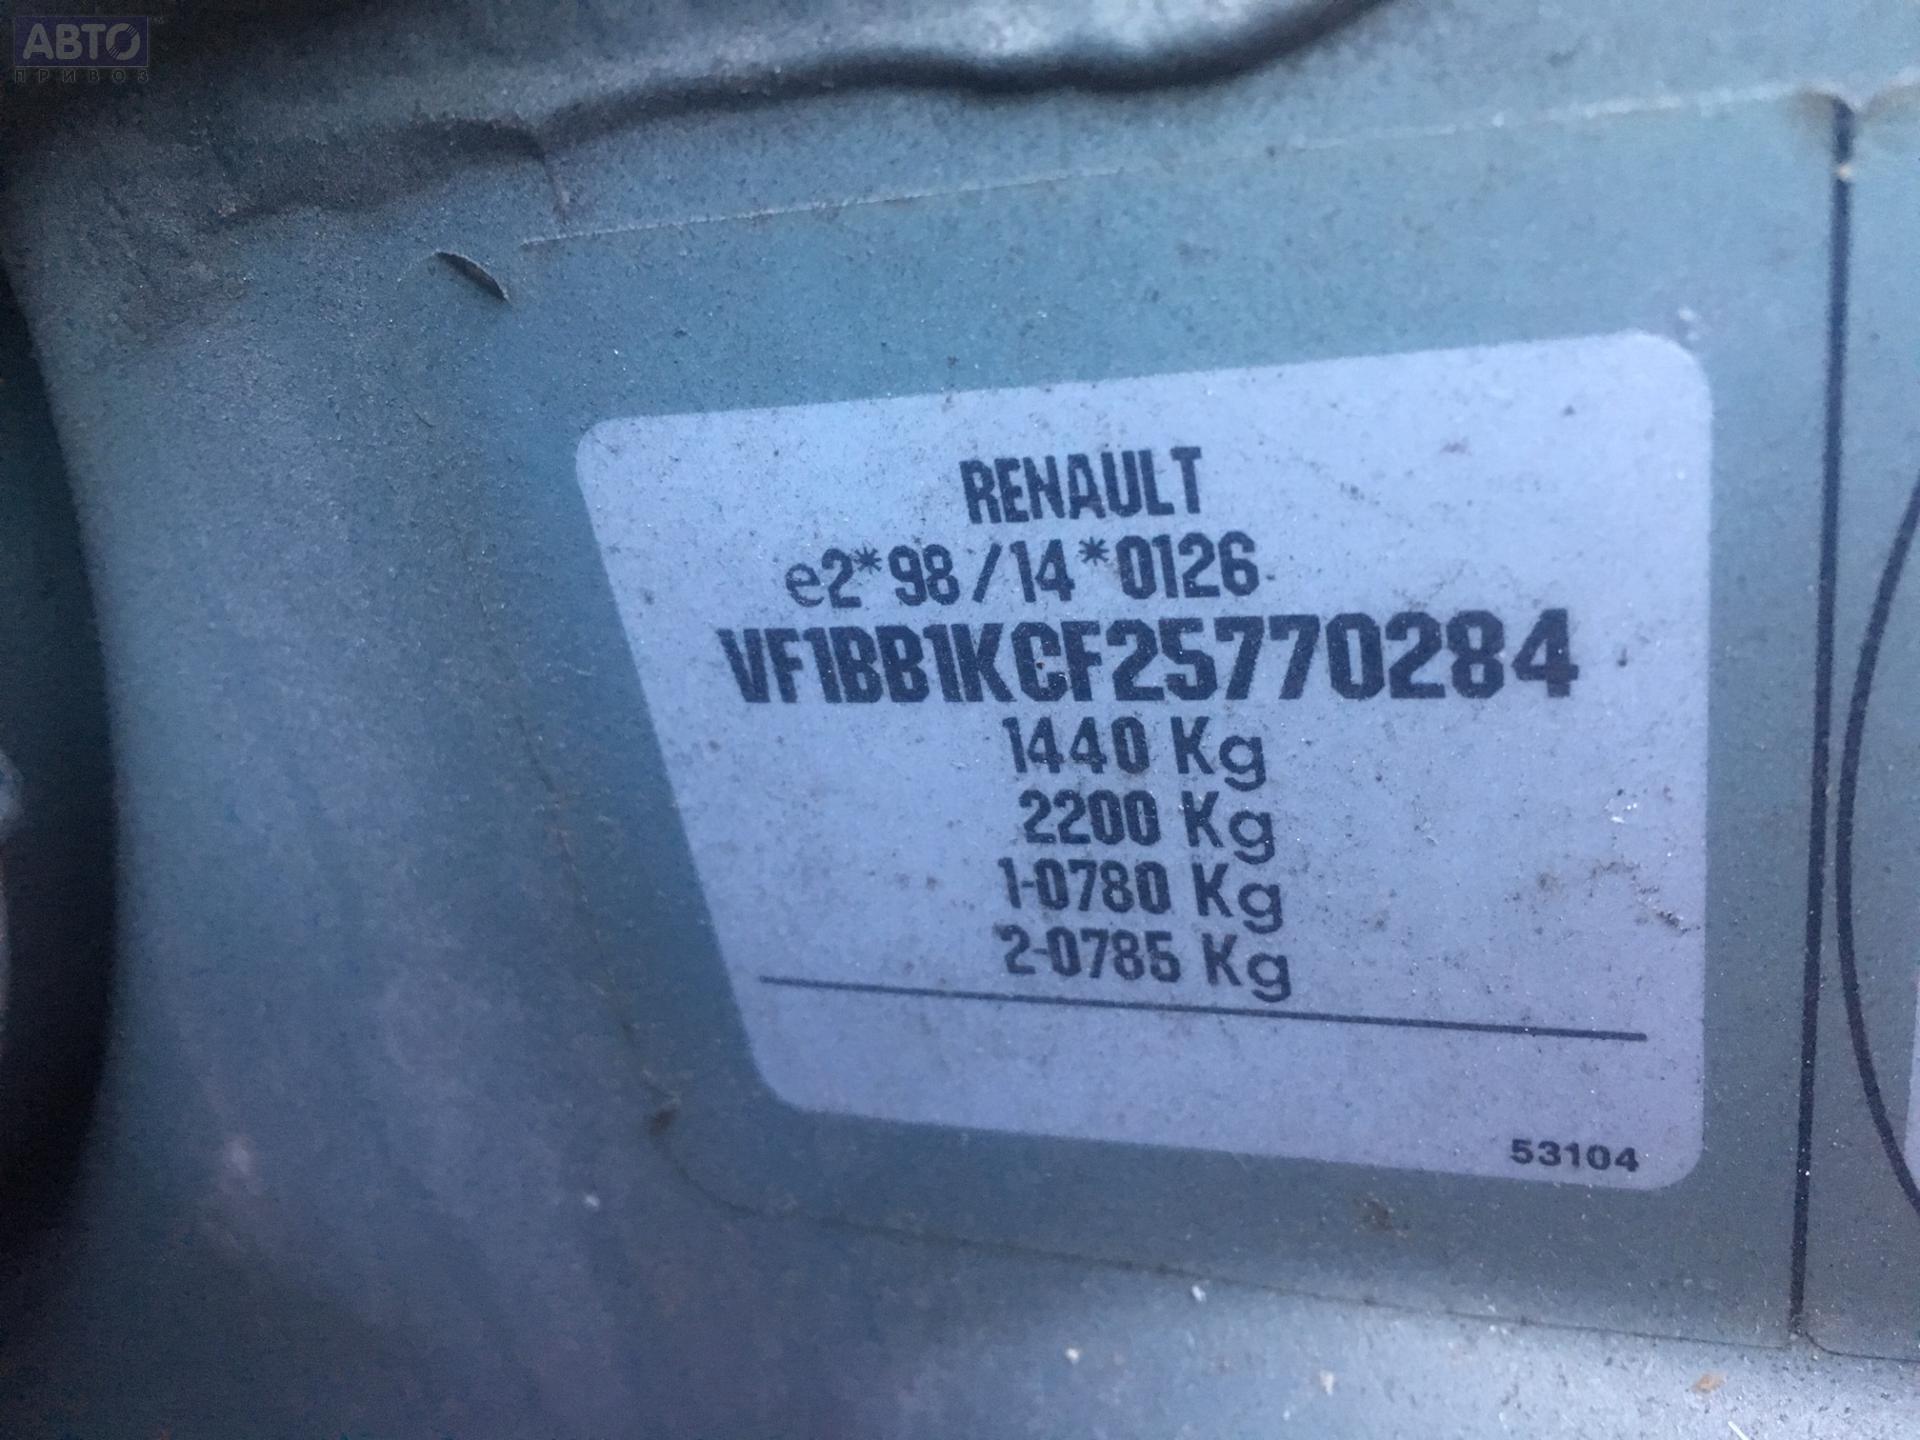 АВТО
ПРИВОЗ
RENAULT
e2*98/14*0126
VF1BB1KCF25770284
1440 Kg
2200 Kg
1-0780 Kg
2-0785 Kg
53104